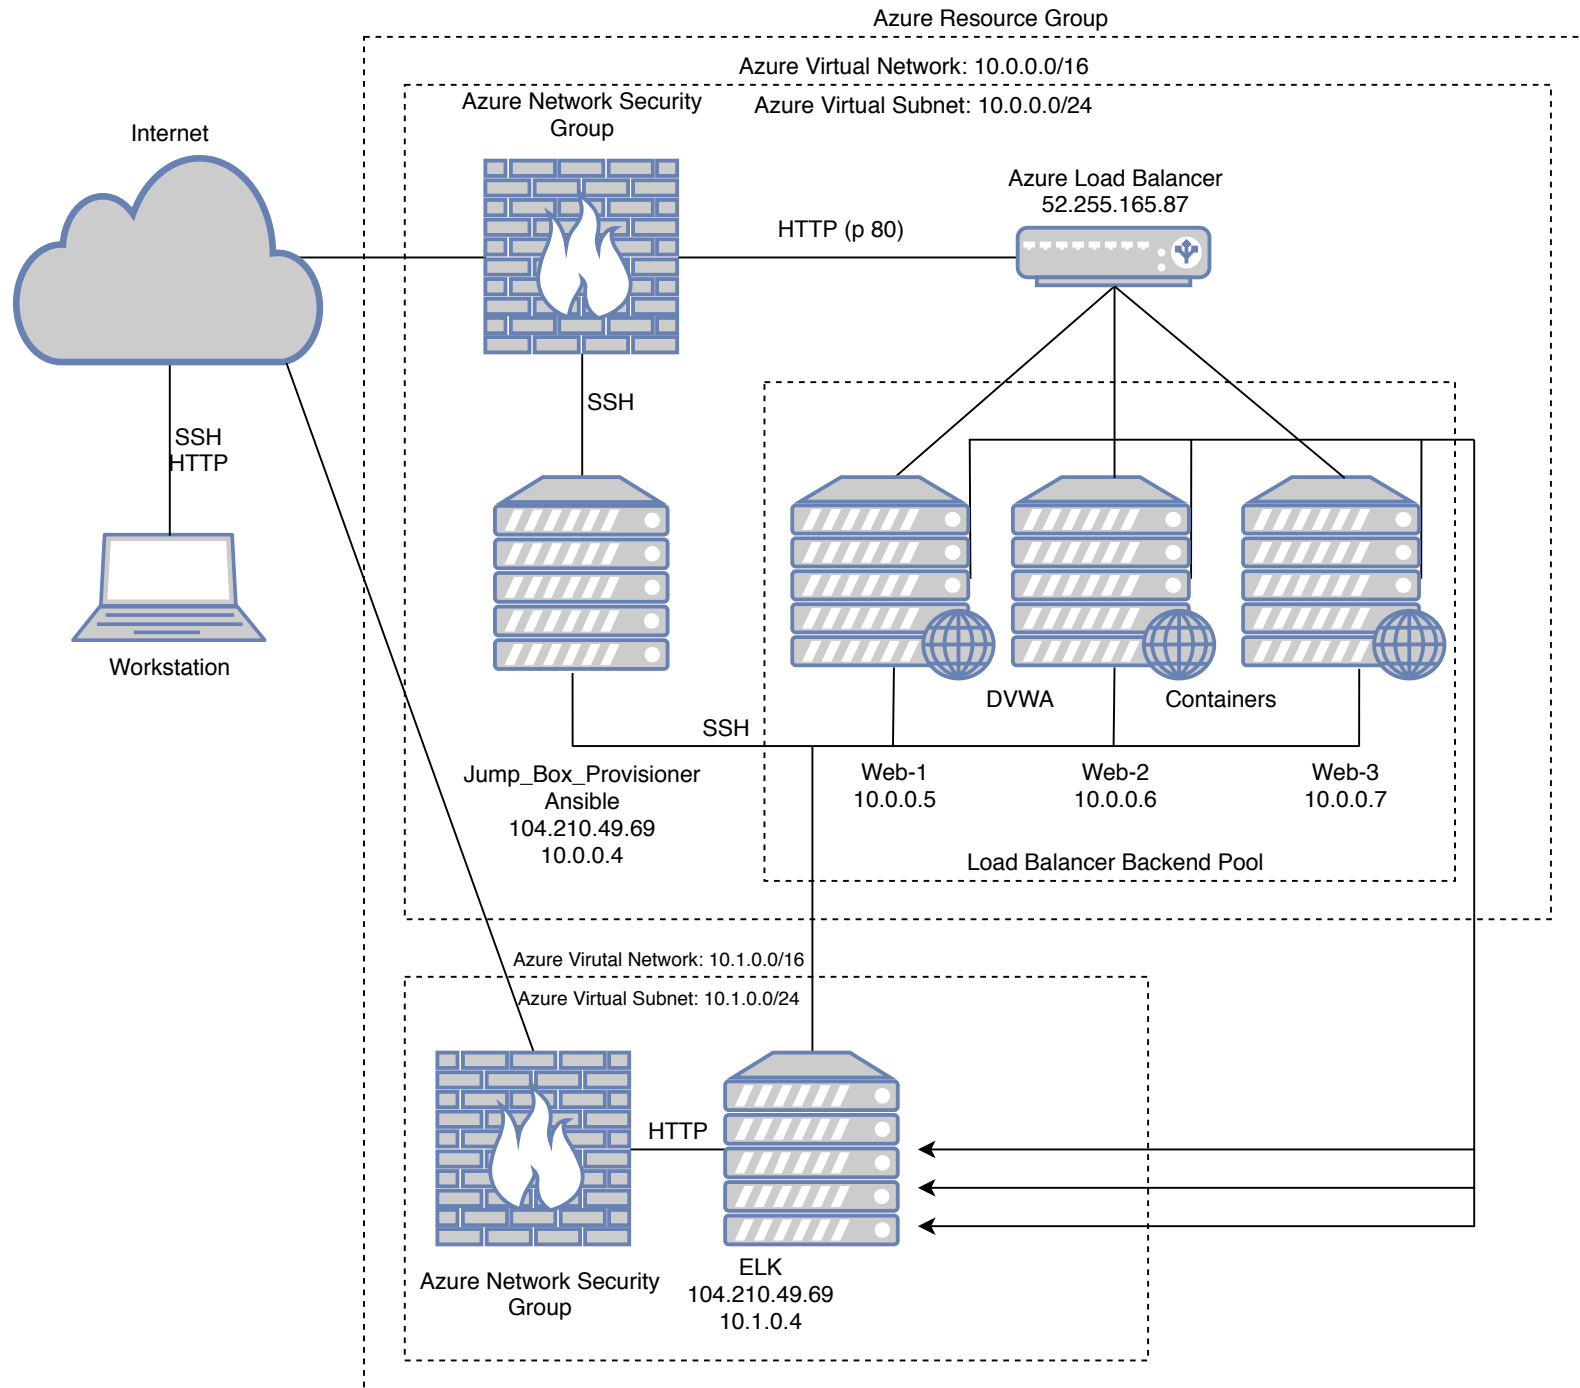 Azure Resource Group
Azure Virtual Network: 10.0.0.0/16
Azure Network Security
Group
Azure Virtual Subnet: 10.0.0.0/24
Internet
Azure Load Balancer
52.255.165.87
HTTP (p 80)
SSH
SSH
HTTP
Workstation
DVWA
Containers
SSH
Jump_Box_Provisioner
Ansible
104.210.49.69
10.0.0.4
Web-1
10.0.0.5
Web-2
10.0.0.6
Web-3
10.0.0.7
Load Balancer Backend Pool
Azure Virutal Network: 10.1.0.0/16
Azure Virtual Subnet: 10.1.0.0/24
HTTP
Azure Network Security
Group
ELK
104.210.49.69
10.1.0.4